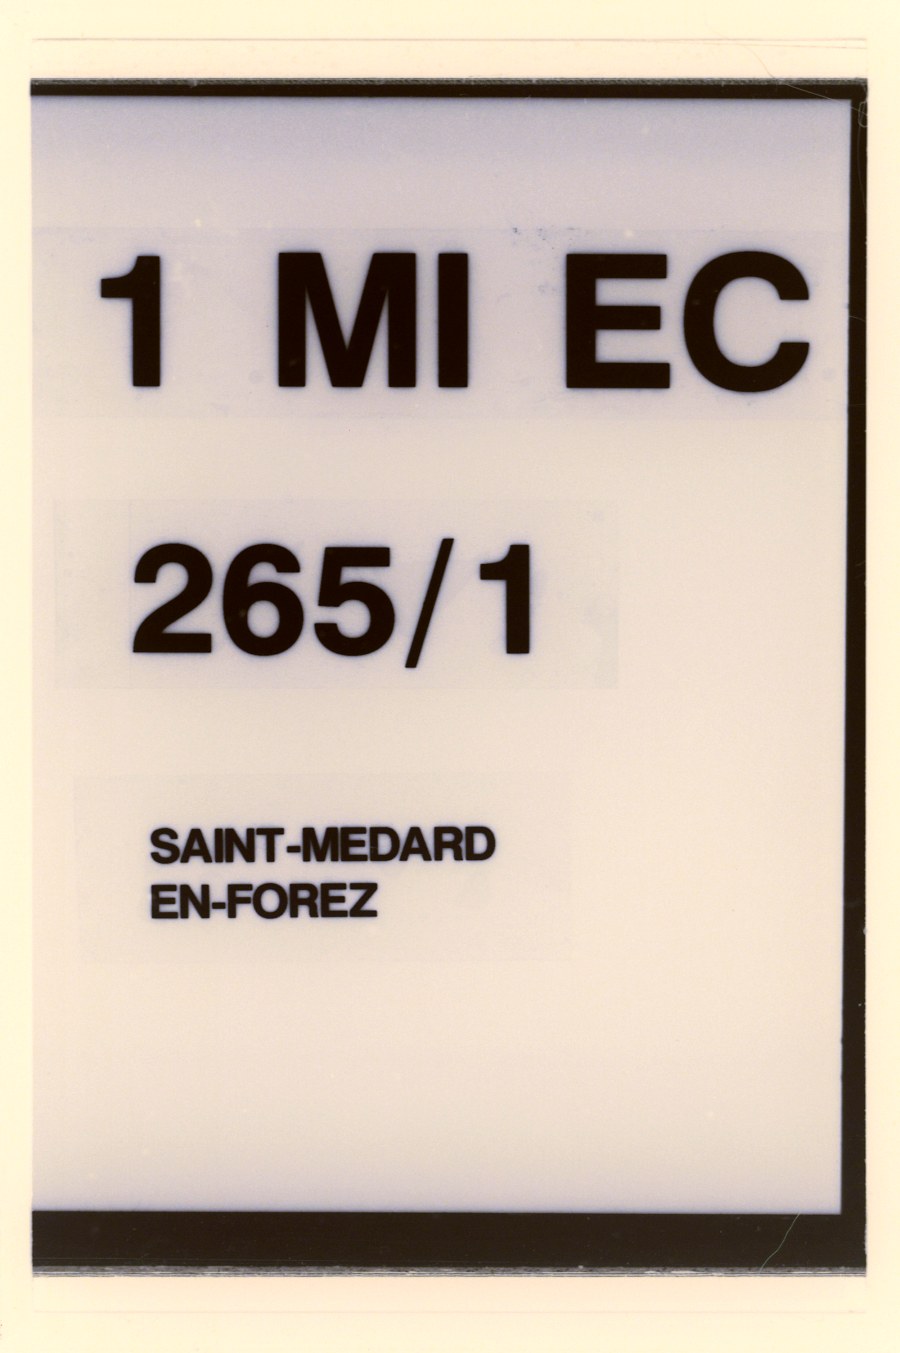 1 MI EC
265/1
SAINT-MEDARD
EN-FOREZ